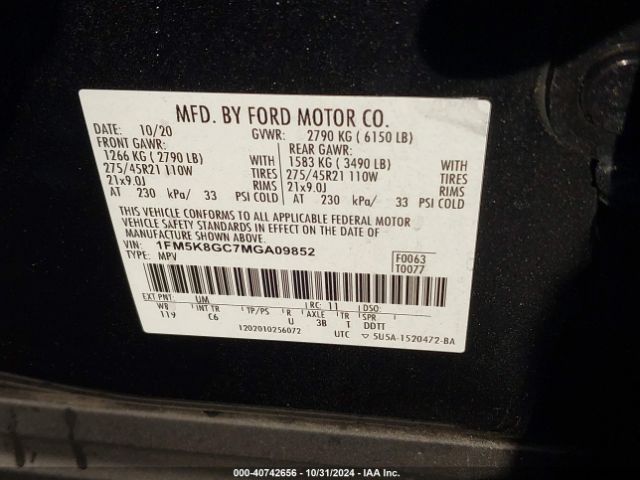 MFD. BY FORD MOTOR CO.
DATE: 10/20 GVWR: 2790 KG ( 6150 LB)
FRONT GAWR: REAR GAWR:
1266 KG ( 2790 LB) WITH 1583 KG ( 3490 LB) WITH
275/45R21 110W TIRES 275/45R21 110W TIRES
21x9.0J RIMS 21x9.0J RIMS
AT 230 kPa/ 33 PSI COLD AT 230 kPa/ 33 PSI COLD
THIS VEHICLE CONFORMS TO ALL APPLICABLE FEDERAL MOTOR
VEHICLE SAFETY STANDARDS IN EFFECT ON THE DATE OF
MANUFACTURE SHOWN ABOVE.
VIN: 1FM5K8GC7MGA09852 F0063
TYPE: MPV T0077
EXT PNT: UM RC: 11 DSO:
WB INT TR TP/PS R AXLE TR SPR
119 C6 U 3B T DDTT
1202010256072 UTC 5U5A-1520472-BA
© 40742656 - 10/31/2024 - IAA Inc.